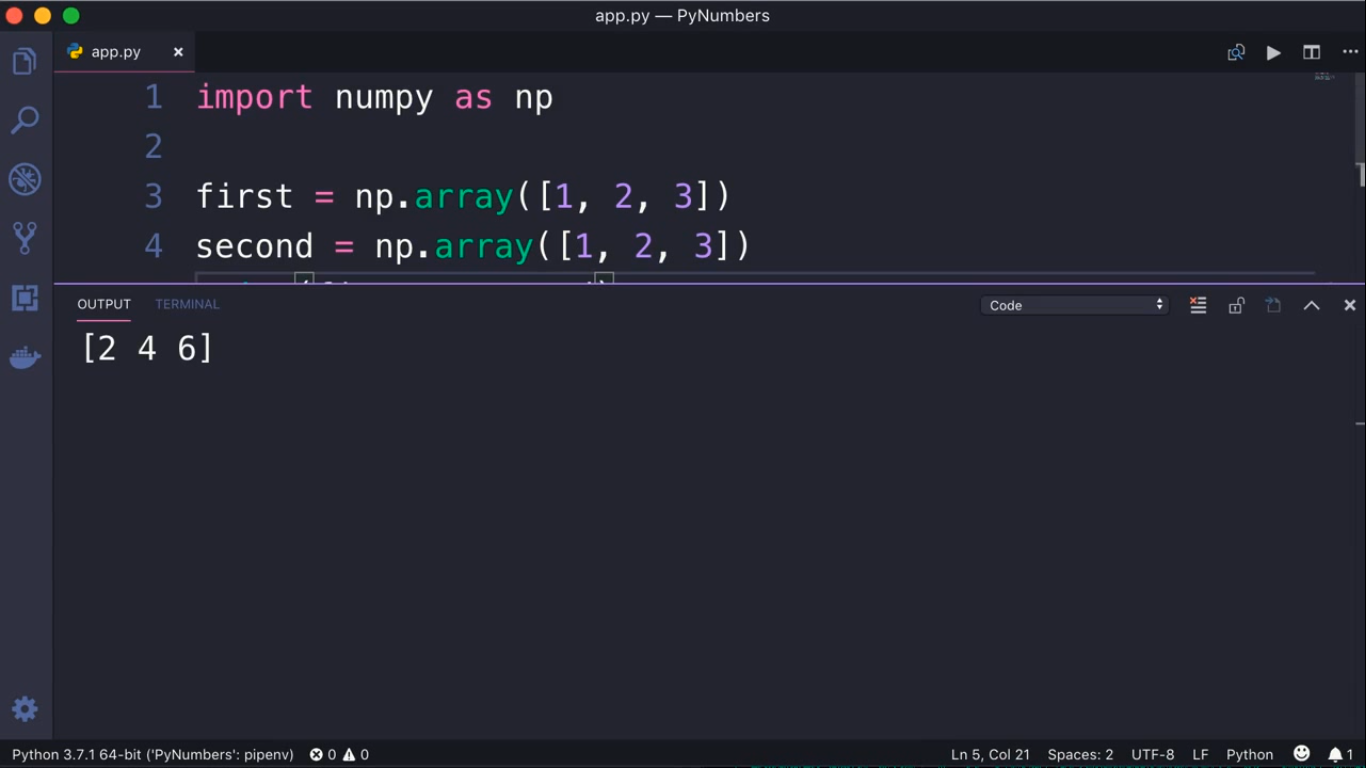 app.py — PyNumbers
app.py
1 import numpy as np
2
3 first = np.array([1, 2, 3])
4 second = np.array([1, 2, 3])
OUTPUT TERMINAL Code
[2 4 6]
Python 3.7.1 64-bit ('PyNumbers': pipenv) 0 0 Ln 5, Col 21 Spaces: 2 UTF-8 LF Python 1